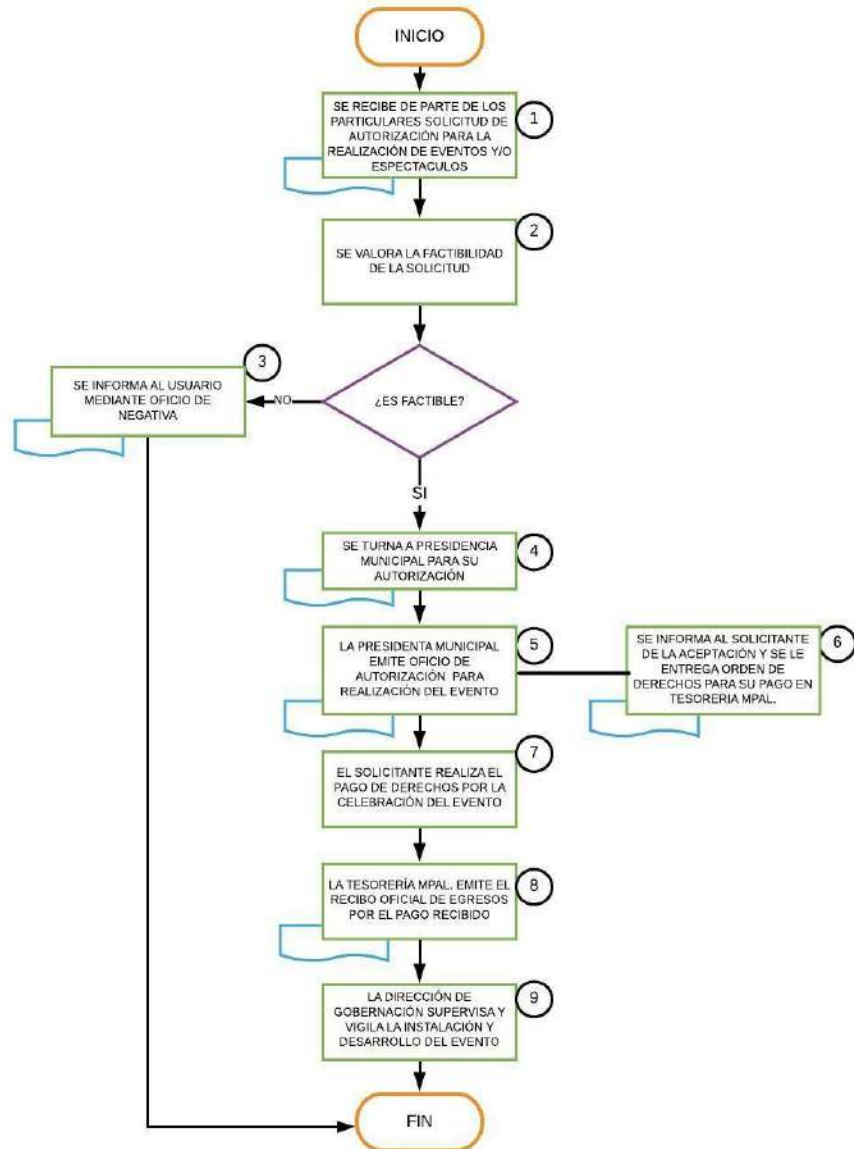 INICIO
1
SE RECIBE DE PARTE DE LOS
PARTICULARES SOLICITUD DE
AUTORIZACIÓN PARA LA
REALIZACIÓN DE EVENTOS Y/O
ESPECTACULOS
2
SE VALORA LA FACTIBILIDAD
DE LA SOLICITUD
¿ES FACTIBLE?
NO
3
SE INFORMA AL USUARIO
MEDIANTE OFICIO DE
NEGATIVA
SI
4
SE TURNA A PRESIDENCIA
MUNICIPAL PARA SU
AUTORIZACIÓN
5
LA PRESIDENTA MUNICIPAL
EMITE OFICIO DE
AUTORIZACIÓN PARA
REALIZACIÓN DEL EVENTO
6
SE INFORMA AL SOLICITANTE
DE LA ACEPTACIÓN Y SE LE
ENTREGA ORDEN DE
DERECHOS PARA SU PAGO EN
TESORERIA MPAL.
7
EL SOLICITANTE REALIZA EL
PAGO DE DERECHOS POR LA
CELEBRACIÓN DEL EVENTO
8
LA TESORERÍA MPAL. EMITE EL
RECIBO OFICIAL DE EGRESOS
POR EL PAGO RECIBIDO
9
LA DIRECCIÓN DE
GOBERNACIÓN SUPERVISA Y
VIGILA LA INSTALACIÓN Y
DESARROLLO DEL EVENTO
FIN